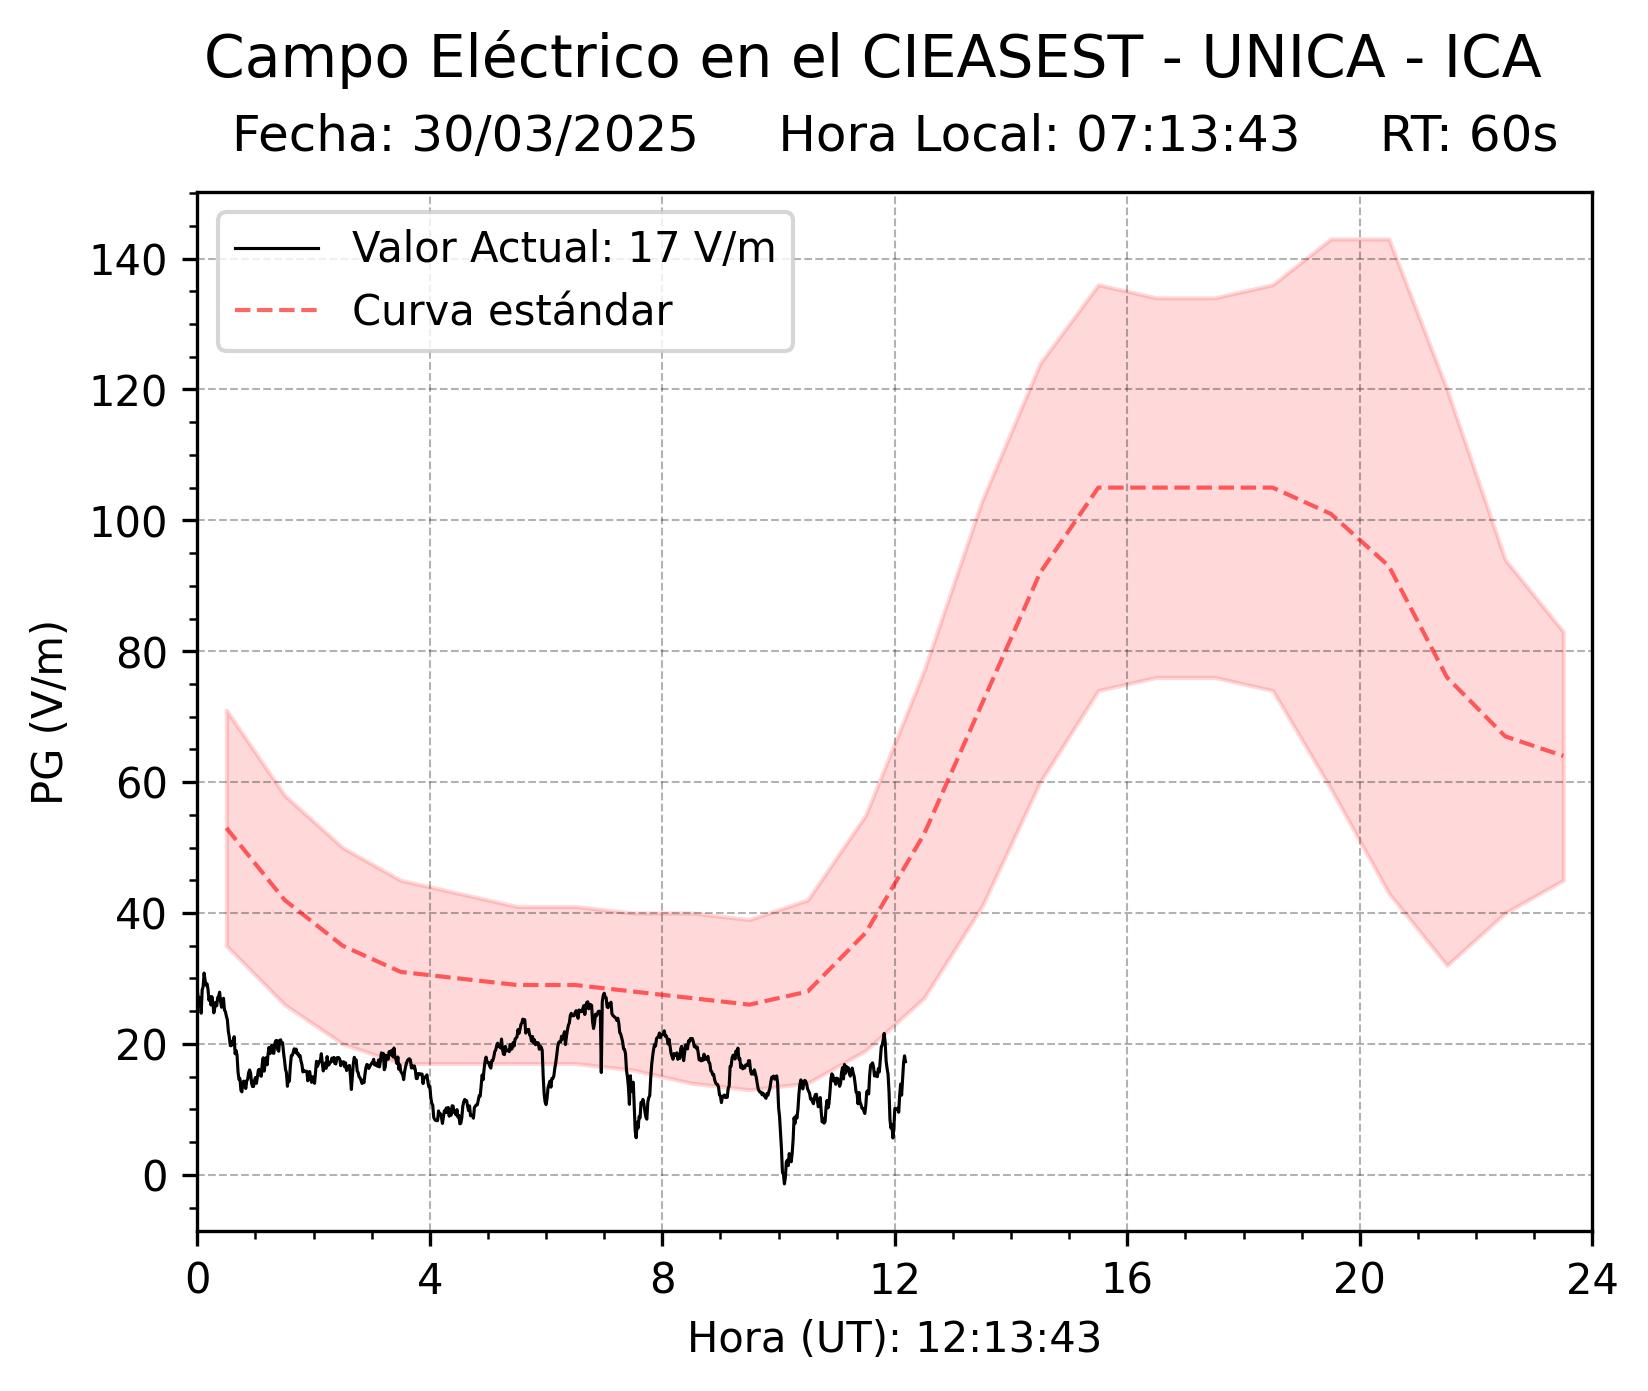 Campo Eléctrico en el CIEASEST - UNICA - ICA
Fecha: 30/03/2025 Hora Local: 07:13:43 RT: 60s
Valor Actual: 17 V/m
Curva estándar
140
120
100
80
60
40
20
0
PG (V/m)
0 4 8 12 16 20 24
Hora (UT): 12:13:43